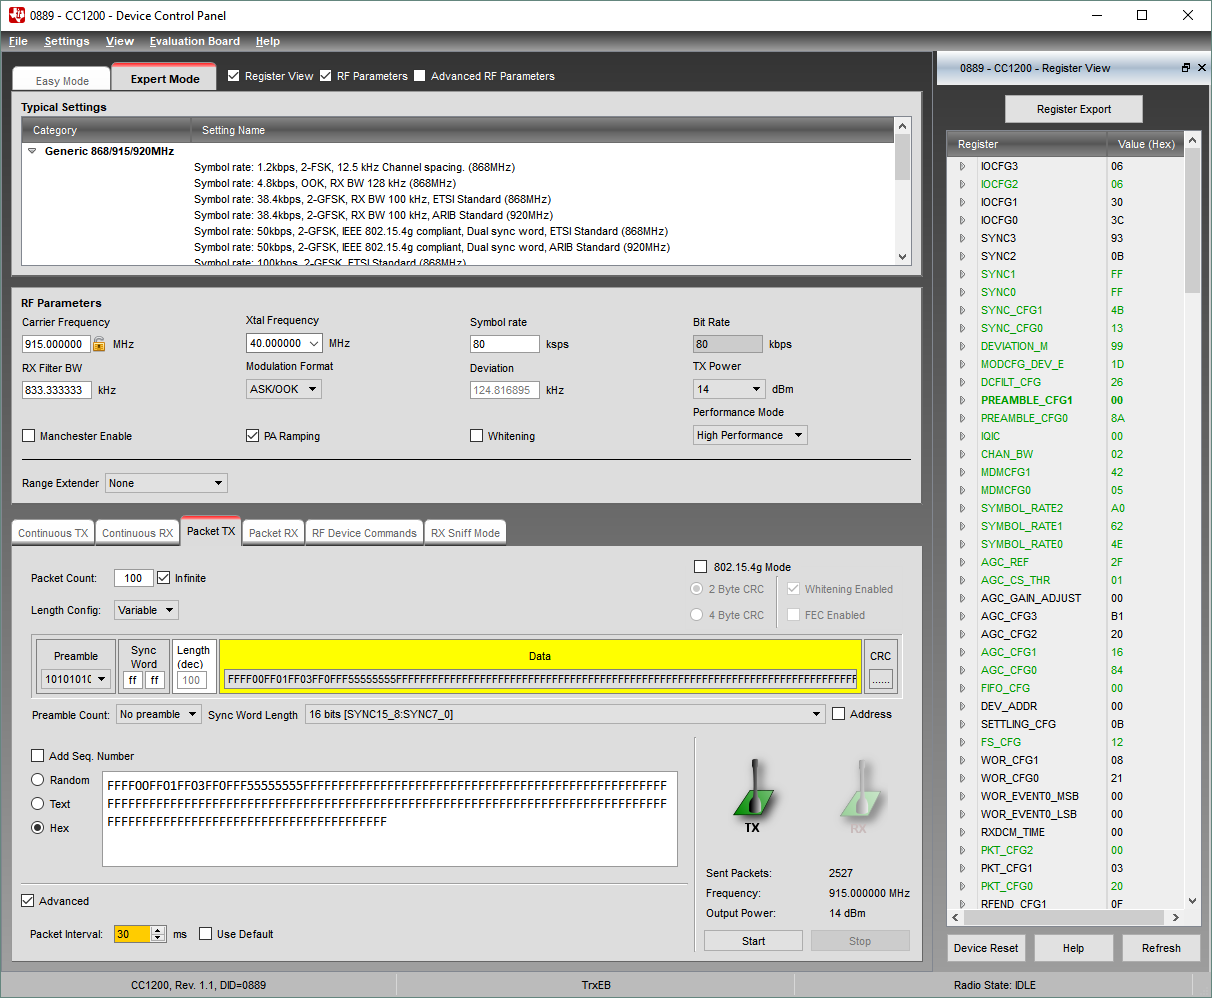 0889 - CC1200 - Device Control Panel
File Settings View Evaluation Board Help
Easy Mode Expert Mode Register View RF Parameters Advanced RF Parameters
Typical Settings
Category Setting Name
Generic 868/915/920MHz
Symbol rate: 1.2kbps, 2-FSK, 12.5 kHz Channel spacing. (868MHz)
Symbol rate: 4.8kbps, OOK, RX BW 128 kHz (868MHz)
Symbol rate: 38.4kbps, 2-GFSK, RX BW 100 kHz, ETSI Standard (868MHz)
Symbol rate: 38.4kbps, 2-GFSK, RX BW 100 kHz, ARIB Standard (920MHz)
Symbol rate: 50kbps, 2-GFSK, IEEE 802.15.4g compliant, Dual sync word, ETSI Standard (868MHz)
Symbol rate: 50kbps, 2-GFSK, IEEE 802.15.4g compliant, Dual sync word, ARIB Standard (920MHz)
Symbol rate: 100kbps, 2-GFSK, ETSI Standard (868MHz)
RF Parameters
Carrier Frequency Xtal Frequency Symbol rate Bit Rate
915.000000 MHz 40.000000 MHz 80 ksps 80 kbps
RX Filter BW Modulation Format Deviation TX Power
833.333333 kHz ASK/OOK 124.816895 kHz 14 dBm
Performance Mode
Manchester Enable PA Ramping Whitening High Performance
Range Extender None
Continuous TX Continuous RX Packet TX Packet RX RF Device Commands RX Sniff Mode
Packet Count: 100 Infinite
802.15.4g Mode
2 Byte CRC Whitening Enabled
Length Config: Variable
4 Byte CRC FEC Enabled
Preamble Sync Word Length (dec) Data CRC
1010101( ff ff 100 FFFF00FF01FF03FF0FFF55555555FFFFFFFFFFFFFFFFFFFFFFFFFFFFFFFFFFFFFFFFFFFFFFFFFFFFFFFFFFFFFFFFF ......
Preamble Count: No preamble Sync Word Length 16 bits [SYNC15_8:SYNC7_0] Address
Add Seq. Number
Random
Text
Hex
FFFF00FF01FF03FF0FFF55555555FFFFFFFFFFFFFFFFFFFFFFFFFFFFFFFFFFFFFFFFFFFFFFFFFFFF
FFFFFFFFFFFFFFFFFFFFFFFFFFFFFFFFFFFFFFFFFFFFFFFFFFFFFFFFFFFFFFFFFFFFFFFFFFFFFFFF
FFFFFFFFFFFFFFFFFFFFFFFFFFFFFFFFFFFFFFFF
TX RX
Sent Packets: 2527
Frequency: 915.000000 MHz
Output Power: 14 dBm
Start Stop
Advanced
Packet Interval: 30 ms Use Default
0889 - CC1200 - Register View
Register Export
Register Value (Hex)
IOCFG3 06
IOCFG2 06
IOCFG1 30
IOCFG0 3C
SYNC3 93
SYNC2 0B
SYNC1 FF
SYNC0 FF
SYNC_CFG1 4B
SYNC_CFG0 13
DEVIATION_M 99
MODCFG_DEV_E 1D
DCFILT_CFG 26
PREAMBLE_CFG1 00
PREAMBLE_CFG0 8A
IQIC 00
CHAN_BW 02
MDMCFG1 42
MDMCFG0 05
SYMBOL_RATE2 A0
SYMBOL_RATE1 62
SYMBOL_RATE0 4E
AGC_REF 2F
AGC_CS_THR 01
AGC_GAIN_ADJUST 00
AGC_CFG3 B1
AGC_CFG2 20
AGC_CFG1 16
AGC_CFG0 84
FIFO_CFG 00
DEV_ADDR 00
SETTLING_CFG 0B
FS_CFG 12
WOR_CFG1 08
WOR_CFG0 21
WOR_EVENT0_MSB 00
WOR_EVENT0_LSB 00
RXDCM_TIME 00
PKT_CFG2 00
PKT_CFG1 03
PKT_CFG0 20
RFEND_CFG1 0F
Device Reset Help Refresh
CC1200, Rev. 1.1, DID=0889 TrxEB Radio State: IDLE